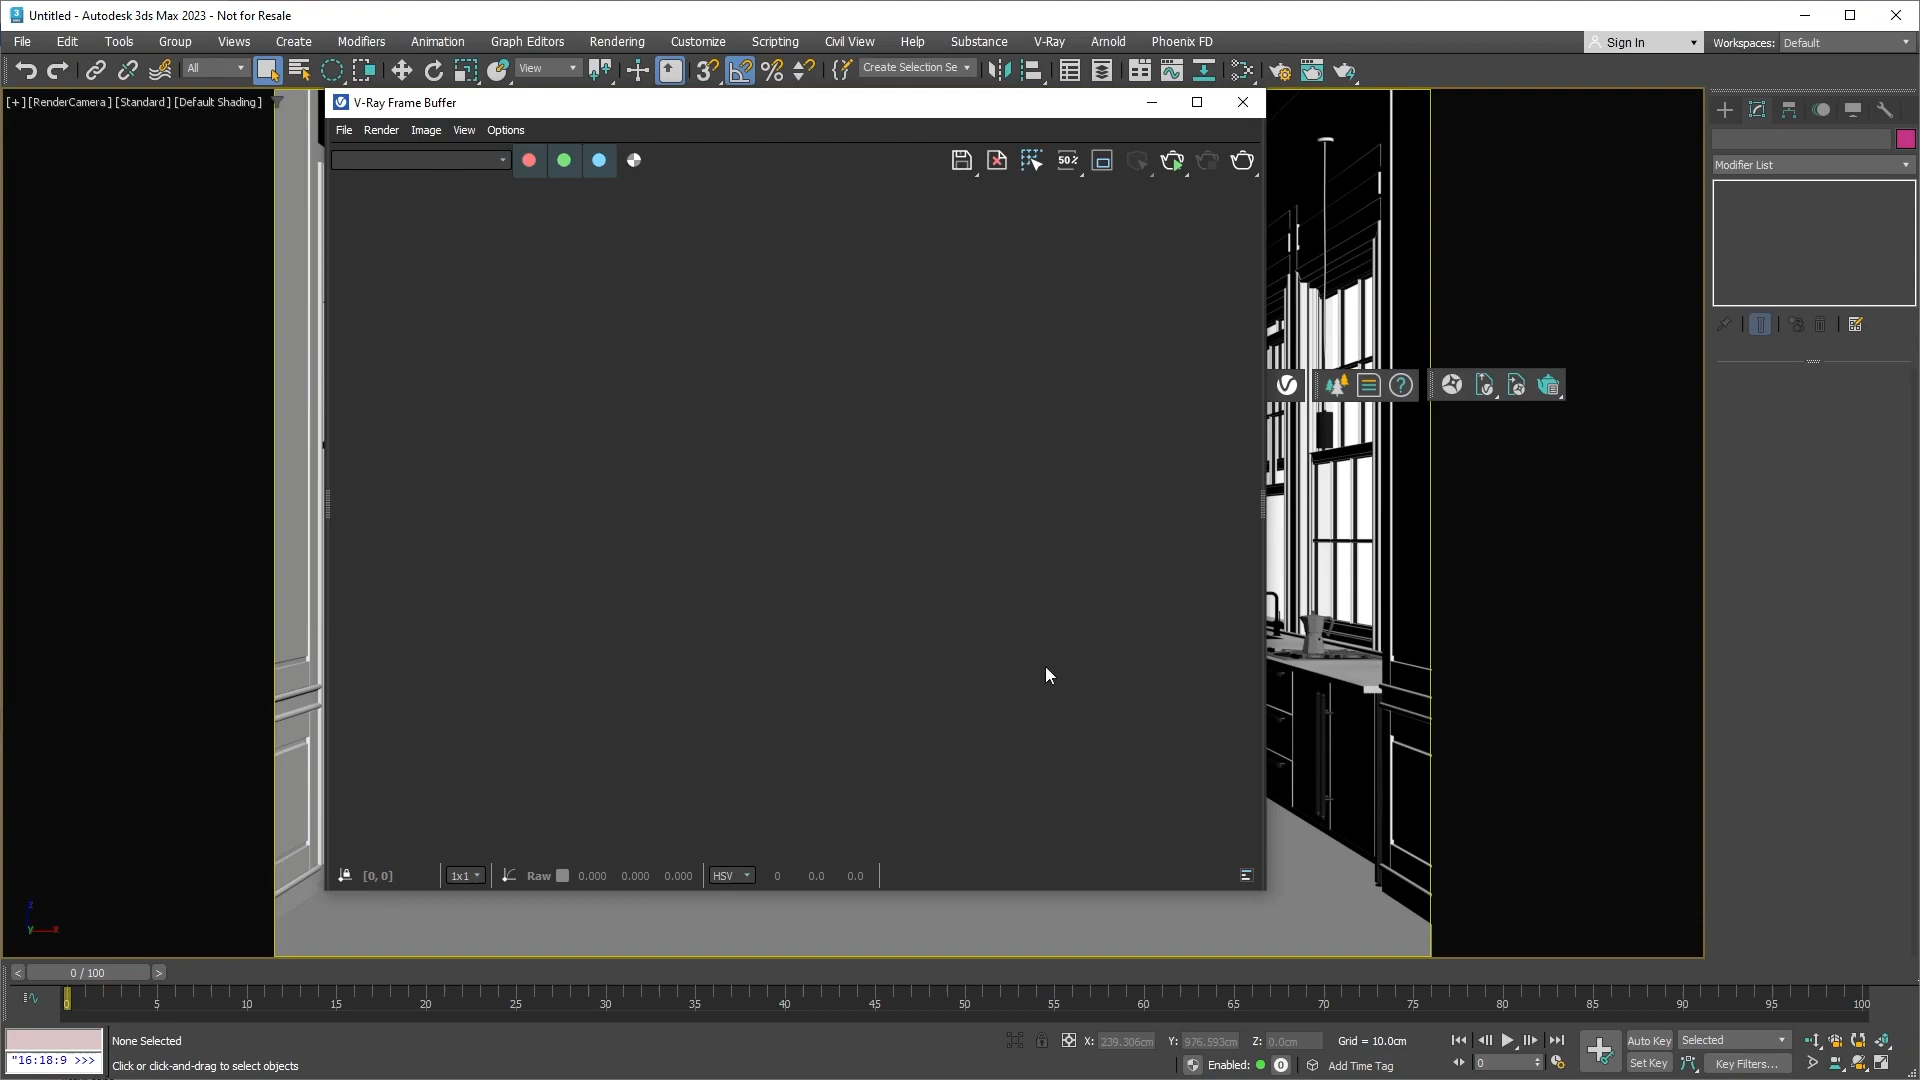 Untitled - Autodesk 3ds Max 2023 - Not for Resale
File Edit Tools Group Views Create Modifiers Animation Graph Editors Rendering Customize Scripting Civil View Help Substance V-Ray Arnold Phoenix FD
Sign In
Workspaces: Default
All
View
3
Create Selection Se
[+] [RenderCamera] [Standard] [Default Shading]
V-Ray Frame Buffer
File Render Image View Options
50%
Modifier List
[0, 0]
1x1
Raw
0.000 0.000 0.000
HSV
0 0.0 0.0
z
y
x
< 0 / 100 >
0 5 10 15 20 25 30 35 40 45 50 55 60 65 70 75 80 85 90 95 100
None Selected
X: 239.306cm Y: 976.593cm Z: 0.0cm Grid = 10.0cm
Auto Key Selected
"16:18:9 >>>
Click or click-and-drag to select objects
Enabled: 0 Add Time Tag
0
Set Key Key Filters...